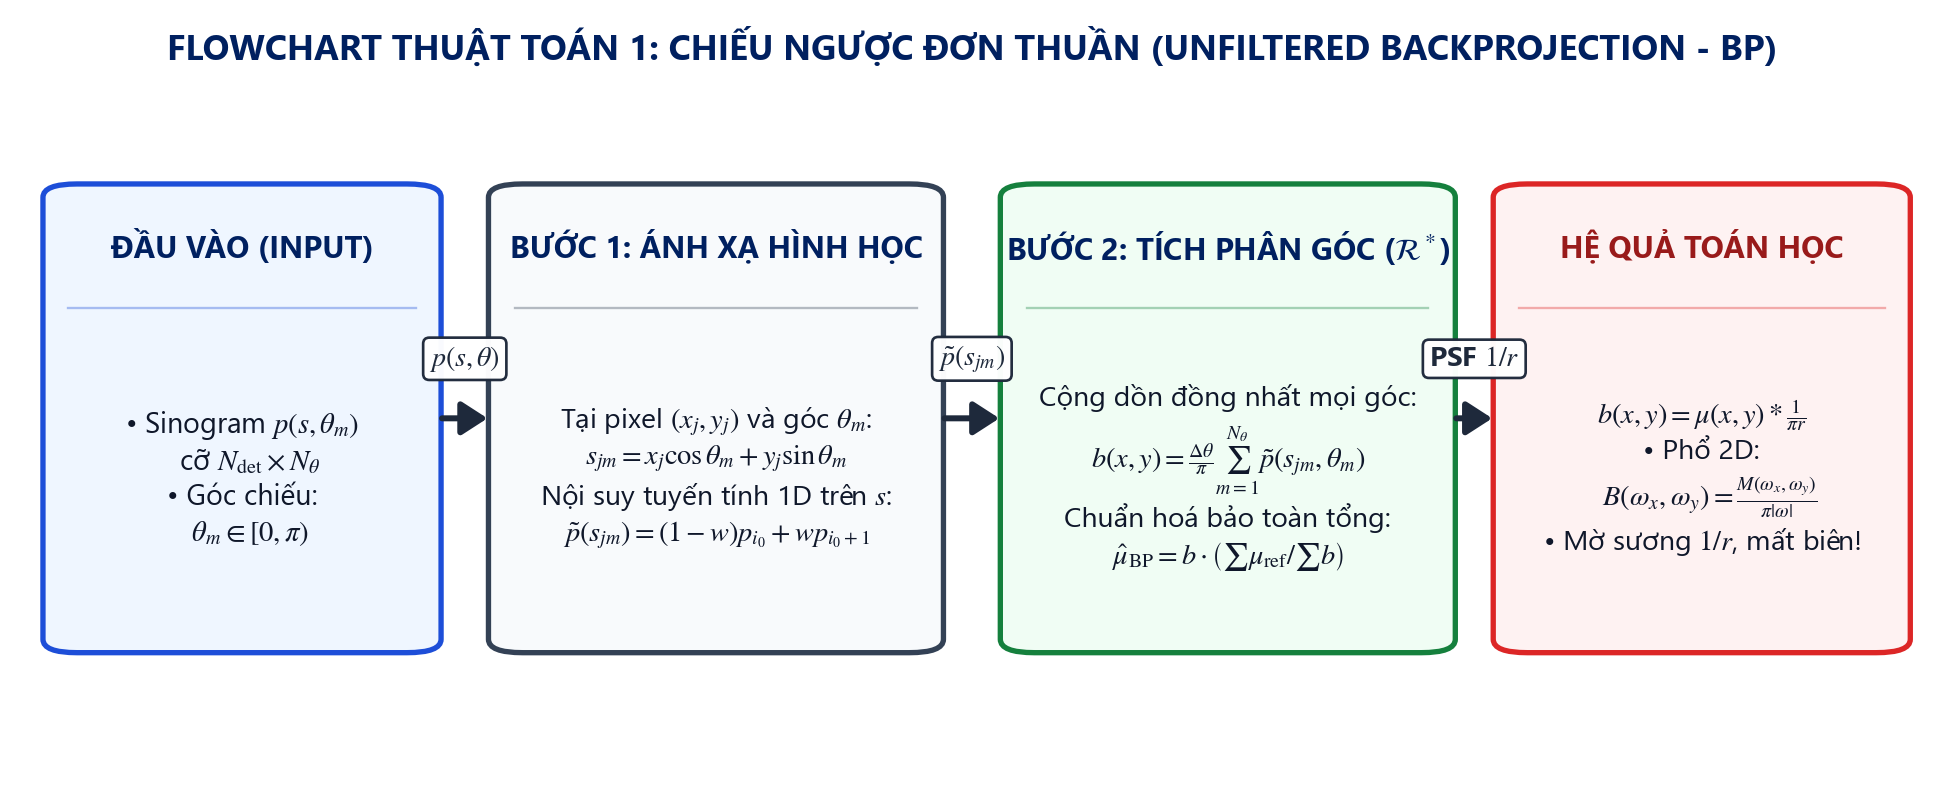 FLOWCHART THUẬT TOÁN 1: CHIẾU NGƯỢC ĐƠN THUẦN (UNFILTERED BACKPROJECTION - BP)
ĐẦU VÀO (INPUT)
• Sinogram p(s, θ_m)
cỡ N_det × N_θ
• Góc chiếu:
θ_m ∈ [0, π)
p(s, θ)
BƯỚC 1: ÁNH XẠ HÌNH HỌC
Tại pixel (x_j, y_j) và góc θ_m:
s_jm = x_j cos θ_m + y_j sin θ_m
Nội suy tuyến tính 1D trên s:
p̃(s_jm) = (1 − w)p_{i_0} + wp_{i_0+1}
p̃(s_jm)
BƯỚC 2: TÍCH PHÂN GÓC (ℛ*)
Cộng dồn đồng nhất mọi góc:
b(x, y) = Δθ/π ∑_{m=1}^{N_θ} p̃(s_jm, θ_m)
Chuẩn hoá bảo toàn tổng:
μ̂_BP = b · (∑μ_ref/∑b)
PSF 1/r
HỆ QUẢ TOÁN HỌC
b(x, y) = μ(x, y) * 1/πr
• Phổ 2D:
B(ω_x, ω_y) = M(ω_x, ω_y)/π|ω|
• Mờ sương 1/r, mất biên!